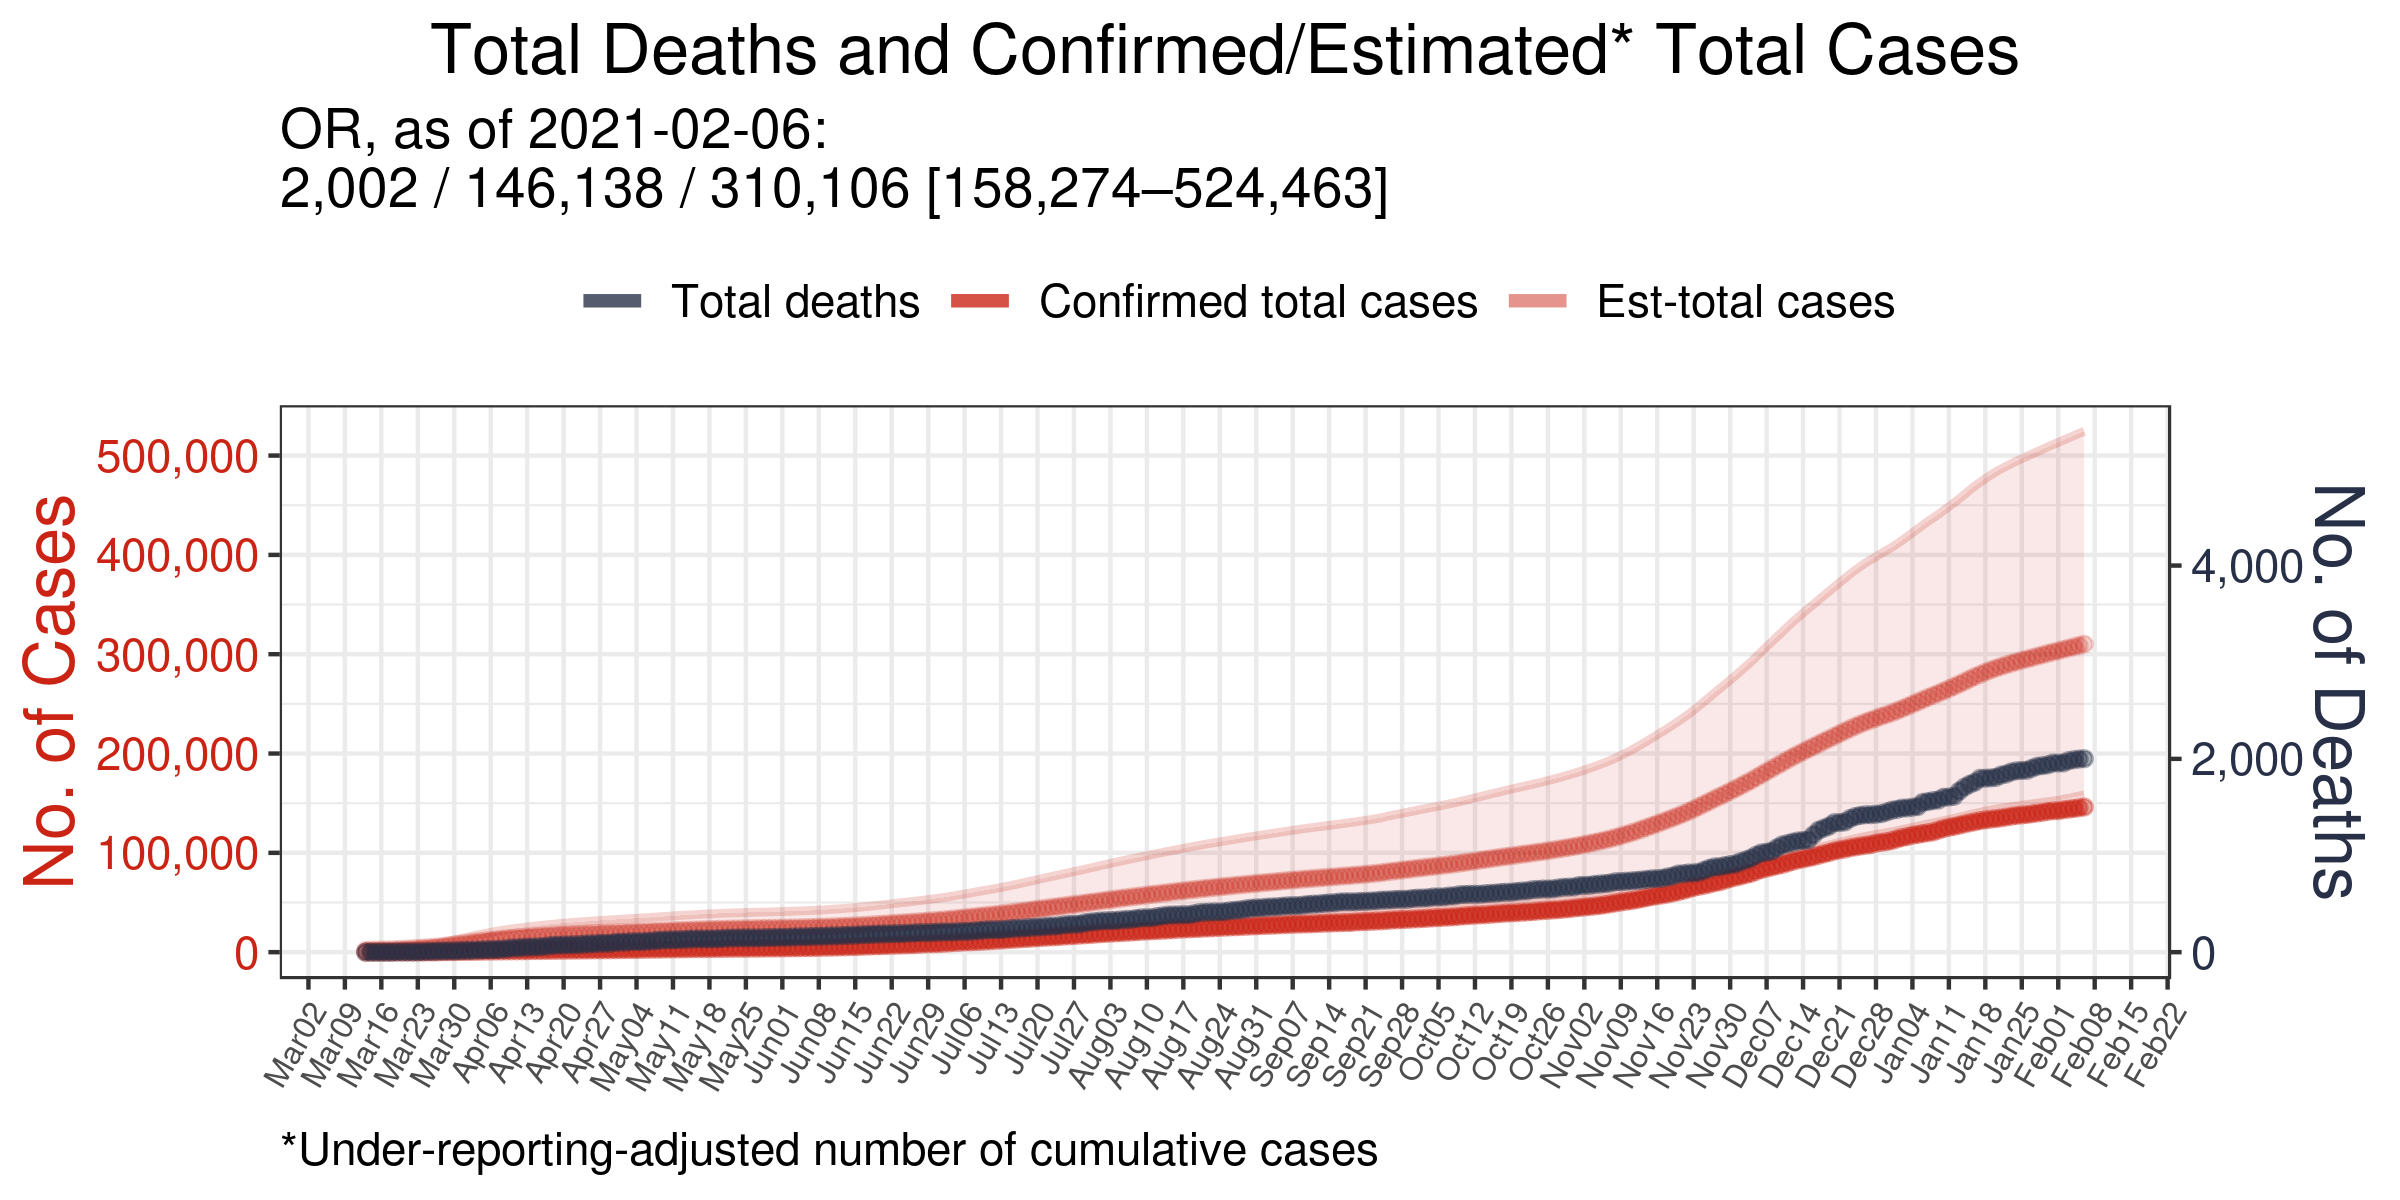 Total Deaths and Confirmed/Estimated* Total Cases
OR, as of 2021-02-06:
2,002 / 146,138 / 310,106 [158,274–524,463]
Total deaths
Confirmed total cases
Est-total cases
No. of Cases
500,000
400,000
300,000
200,000
100,000
0
No. of Deaths
4,000
2,000
0
Mar02
Mar09
Mar16
Mar23
Mar30
Apr06
Apr13
Apr20
Apr27
May04
May11
May18
May25
Jun01
Jun08
Jun15
Jun22
Jun29
Jul06
Jul13
Jul20
Jul27
Aug03
Aug10
Aug17
Aug24
Aug31
Sep07
Sep14
Sep21
Sep28
Oct05
Oct12
Oct19
Oct26
Nov02
Nov09
Nov16
Nov23
Nov30
Dec07
Dec14
Dec21
Dec28
Jan04
Jan11
Jan18
Jan25
Feb01
Feb08
Feb15
Feb22
*Under-reporting-adjusted number of cumulative cases